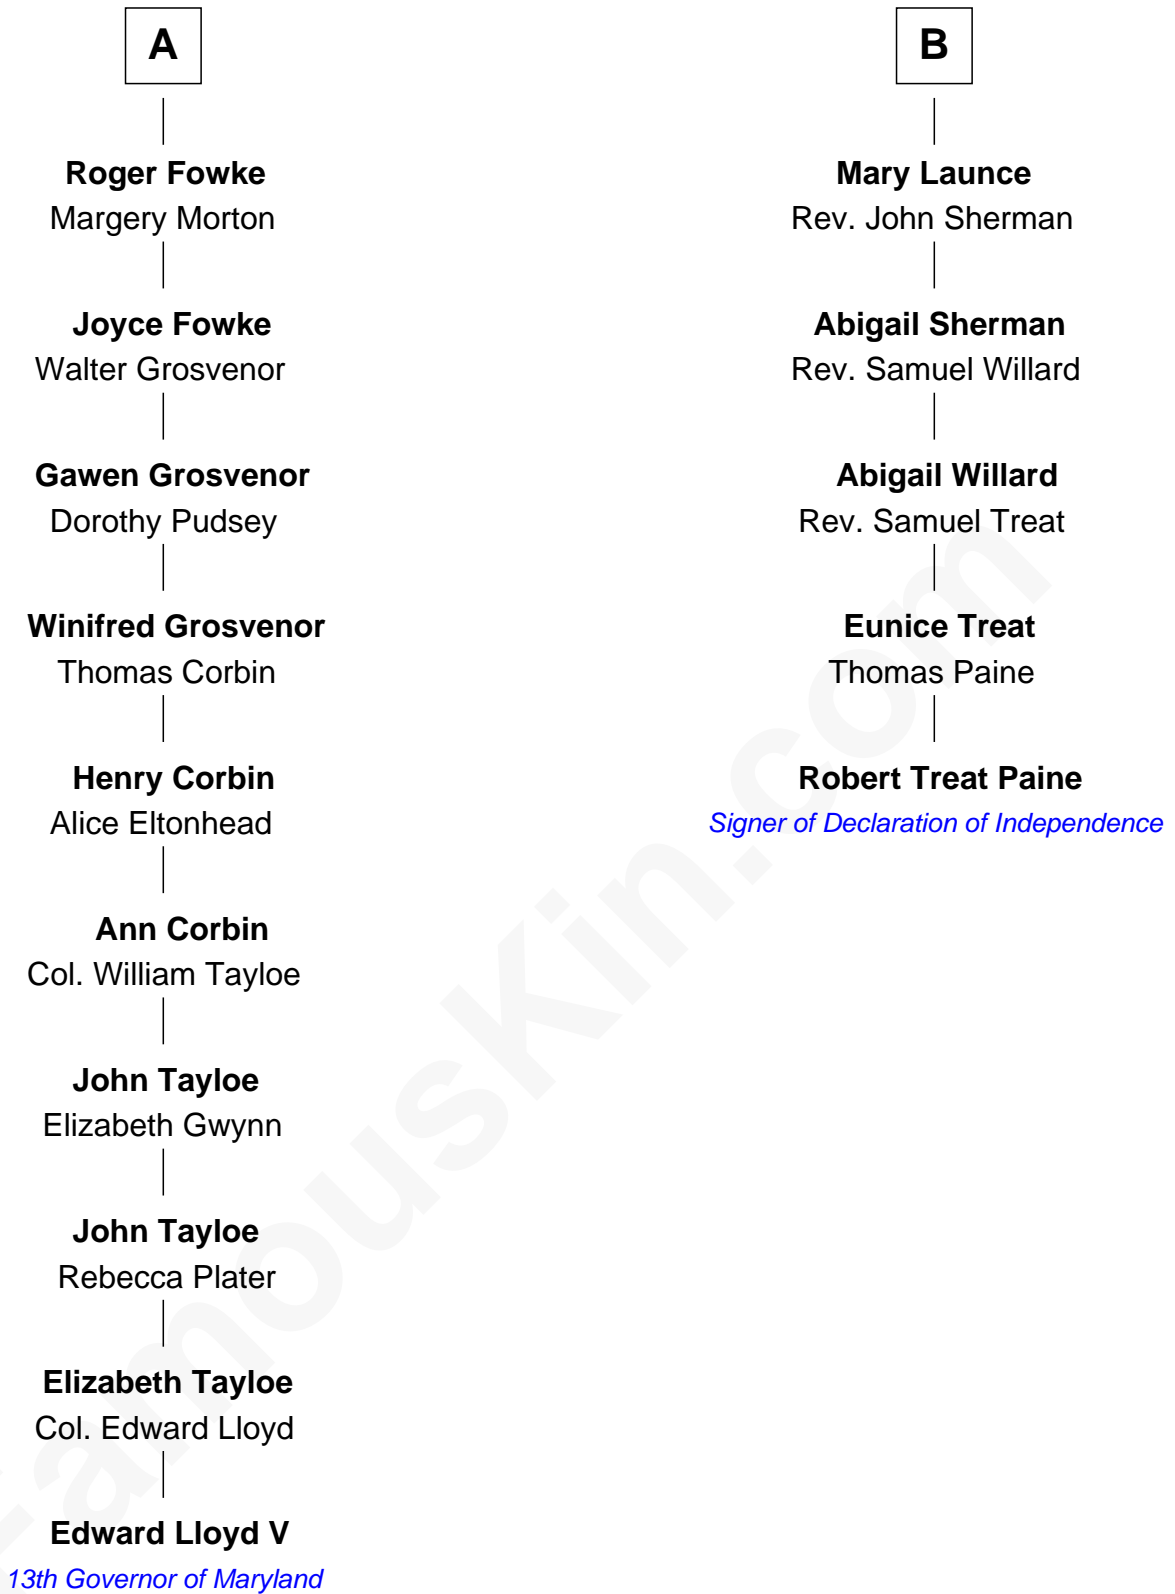 A
Roger Fowke
Margery Morton
Joyce Fowke
Walter Grosvenor
Gawen Grosvenor
Dorothy Pudsey
Winifred Grosvenor
Thomas Corbin
Henry Corbin
Alice Eltonhead
Ann Corbin
Col. William Tayloe
John Tayloe
Elizabeth Gwynn
John Tayloe
Rebecca Plater
Elizabeth Tayloe
Col. Edward Lloyd
Edward Lloyd V
13th Governor of Maryland
B
Mary Launce
Rev. John Sherman
Abigail Sherman
Rev. Samuel Willard
Abigail Willard
Rev. Samuel Treat
Eunice Treat
Thomas Paine
Robert Treat Paine
Signer of Declaration of Independence
FamousKin.com